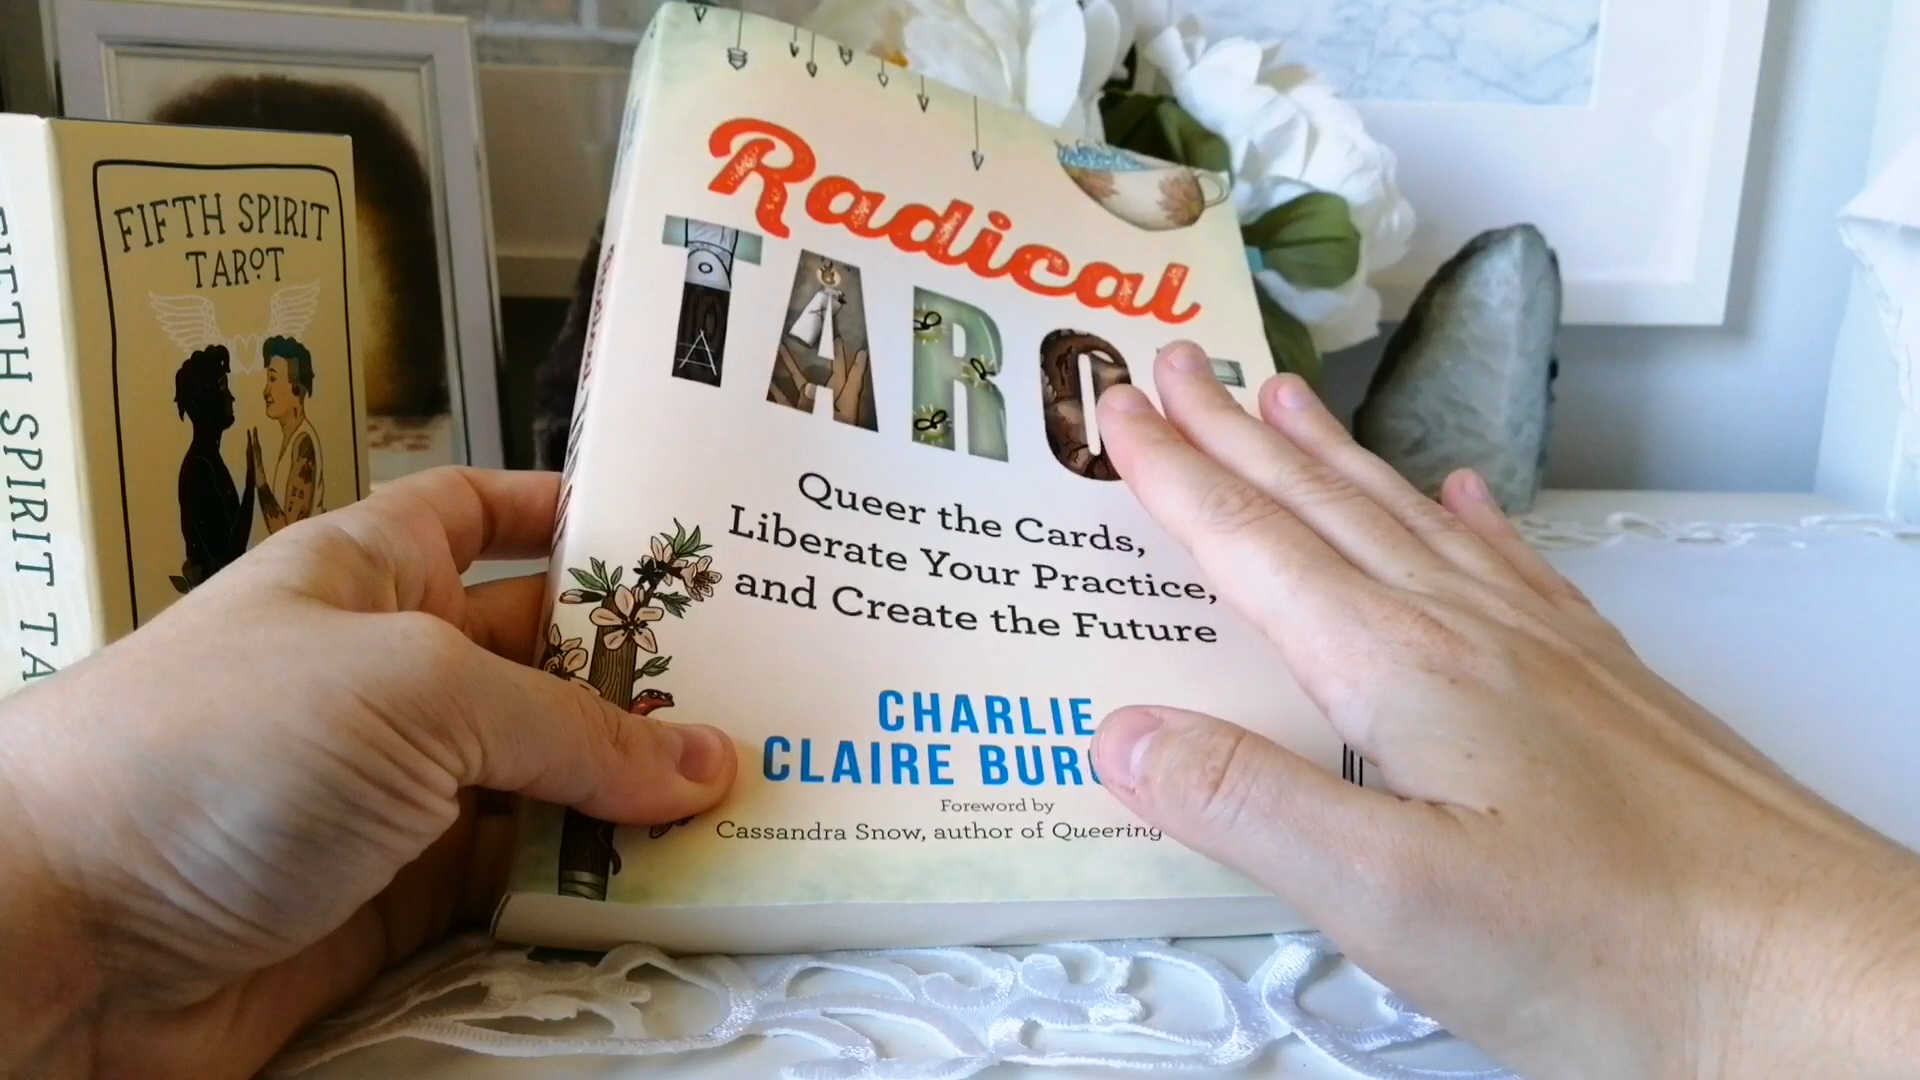 FIFTH SPIRIT
TAROT
FIFTH SPIRIT TA
Radical
TAROT
Queer the Cards,
Liberate Your Practice,
and Create the Future
CHARLIE
CLAIRE BUR
Foreword by
Cassandra Snow, author of Queering